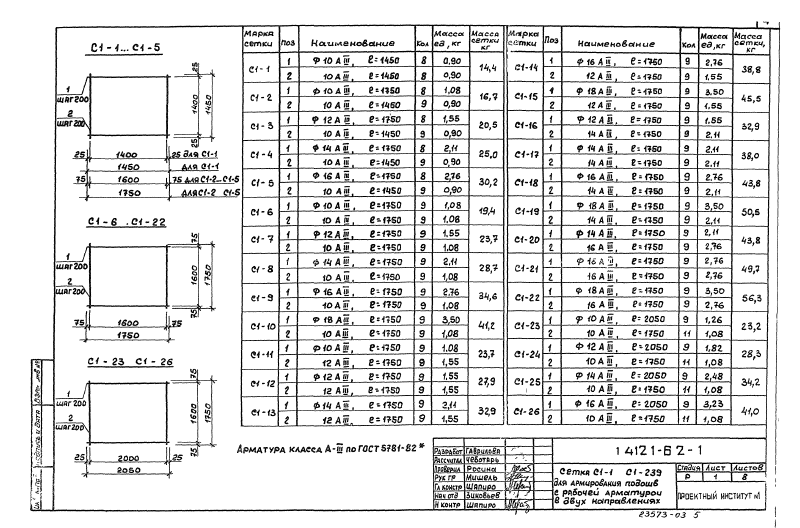 С1-1...С1-5
25
1
ШАГ200
2
ШАГ200
1400
1450
25
25 1400 25 для С1-1
1450 для С1-1
75 1600 75 для С1-2...С1-5
1750 для С1-2 С1-5
С1-6 . С1-22
75
1
ШАГ200
2
ШАГ200
1600
1750
75
75 1600 75
1750
С1-23 С1-26
75
1
ШАГ200
2
ШАГ200
1600
1750
75
25 2000 25
2050
Марка сетки Поз Наименование Кол Масса ед,кг Масса сетки кг
С1-1 1 Ф 10 А III, ℓ=1450 8 0,90 14,4
2 10 А III, ℓ=1450 8 0,90
С1-2 1 Ф 10 А III, ℓ=1750 8 1,08 16,7
2 10 А III, ℓ=1450 9 0,90
С1-3 1 Ф 12 А III, ℓ=1750 8 1,55 20,5
2 10 А III, ℓ=1450 9 0,90
С1-4 1 Ф 14 А III, ℓ=1750 8 2,11 25,0
2 10 А III, ℓ=1450 9 0,90
С1-5 1 Ф 16 А III, ℓ=1750 8 2,76 30,2
2 10 А III, ℓ=1450 9 0,90
С1-6 1 Ф 10 А III, ℓ=1750 9 1,08 19,4
2 10 А III, ℓ=1750 9 1,08
С1-7 1 Ф 12 А III, ℓ=1750 9 1,55 23,7
2 10 А III, ℓ=1750 9 1.08
С1-8 1 Ф 14 А III, ℓ=1750 9 2,11 28,7
2 10 А III, ℓ=1750 9 1,08
С1-9 1 Ф 16 А III, ℓ=1750 9 2,76 34,6
2 10 А III, ℓ=1750 9 1.08
С1-10 1 Ф 18 А III, ℓ=1750 9 3,50 41,2
2 10 А III, ℓ=1750 9 1,08
С1-11 1 Ф 10 А III, ℓ=1750 9 1.08 23,7
2 12 А III, ℓ=1750 9 1,55
С1-12 1 Ф 12 А III, ℓ=1750 9 1,55 27,9
2 12 А III, ℓ=1750 9 1,55
С1-13 1 Ф 14 А III, ℓ=1750 9 2,11 32,9
2 12 А III, ℓ=1750 9 1,55
Марка сетки Поз Наименование Кол Масса ед,кг Масса сетки, кг
С1-14 1 Ф 16 А III, ℓ=1750 9 2,76 38,8
2 12 А III, ℓ=1750 9 1,55
С1-15 1 Ф 18 А III, ℓ=1750 9 3.50 45,5
2 12 А III, ℓ=1750 9 1.55
С1-16 1 Ф 12 А III, ℓ=1750 9 1,55 32,9
2 14 А III, ℓ=1750 9 2,11
С1-17 1 Ф 14 А III, ℓ=1750 9 2.11 38,0
2 14 А III, ℓ=1750 9 2.11
С1-18 1 Ф 16 А III, ℓ=1750 9 2.76 43,8
2 14 А III, ℓ=1750 9 2,11
С1-19 1 Ф 18 А III, ℓ=1750 9 3,50 50,5
2 14 А III, ℓ=1750 9 2,11
С1-20 1 Ф 14 А III, ℓ=1750 9 2,11 43,8
2 16 А III, ℓ=1750 9 2,76
С1-21 1 Ф 16 А III, ℓ=1750 9 2,76 49,7
2 16 А III, ℓ=1750 9 2,76
С1-22 1 Ф 18 А III, ℓ=1750 9 3,50 56,3
2 16 А III, ℓ=1750 9 2,76
С1-23 1 Ф 10 А III, ℓ=2050 9 1,26 23,2
2 10 А III, ℓ=1750 11 1,08
С1-24 1 Ф 12 А III, ℓ=2050 9 1,82 28,3
2 10 А III, ℓ=1750 11 1,08
С1-25 1 Ф 14 А III, ℓ=2050 9 2,48 34,2
2 10 А III, ℓ=1750 11 1,08
С1-26 1 Ф 16 А III, ℓ=2050 9 3,23 41,0
2 10 А III, ℓ=1750 11 1,08
Арматура класса А-III по ГОСТ 5781-82*
Разработ Гаврилова
Рассчитал Чеботарь
Проверил Росина
Рук гр Мишель
Гл констр Шапиро
Нач отд Зиновьев
Н контр Шапиро
1 4121-6 2-1
Сетка С1-1 С1-239
для армирования подошв
с рабочей арматурой
в двух направлениях
Стадия Лист Листов
Р 1 8
ПРОЕКТНЫЙ ИНСТИТУТ №1
23573-03 5